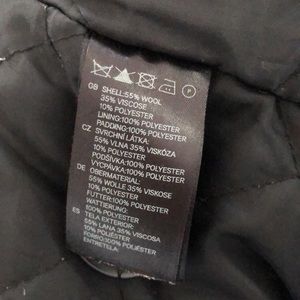 P
GB SHELL:55% WOOL
35% VISCOSE
10% POLYESTER
LINING:100% POLYESTER
PADDING:100% POLYESTER
CZ SVRCHNÍ LÁTKA:
55% VLNA 35% VISKÓZA
10% POLYESTER
PODŠÍVKA:100% POLYESTER
VYCPÁVKA:100% POLYESTER
DE OBERMATERIAL:
55% WOLLE 35% VISKOSE
10% POLYESTER
FUTTER:100% POLYESTER
WATTIERUNG:
100% POLYESTER
ES TELA EXTERIOR:
55% LANA 35% VISCOSA
10% POLIÉSTER
FORRO:100% POLIÉSTER
ENTRETELA